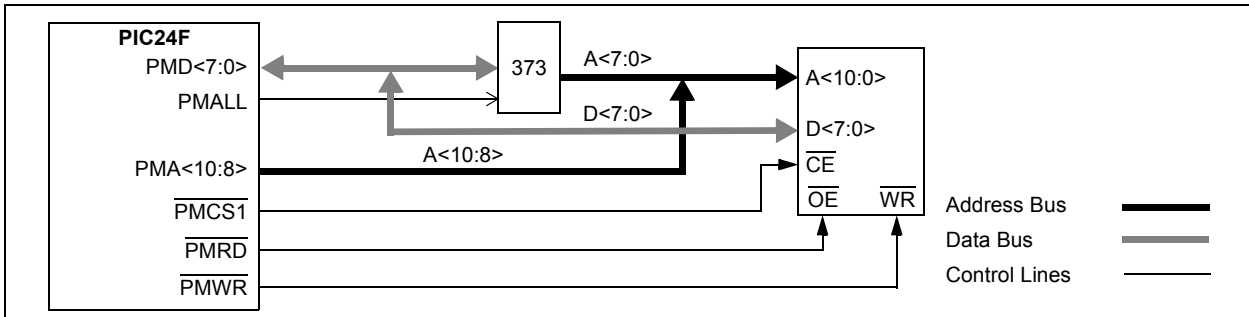 PIC24F
PMD<7:0>
373
A<7:0>
A<10:0>
PMALL
D<7:0>
D<7:0>
A<10:8>
PMA<10:8>
CE
PMCS1
OE WR
PMRD
PMWR
Address Bus
Data Bus
Control Lines